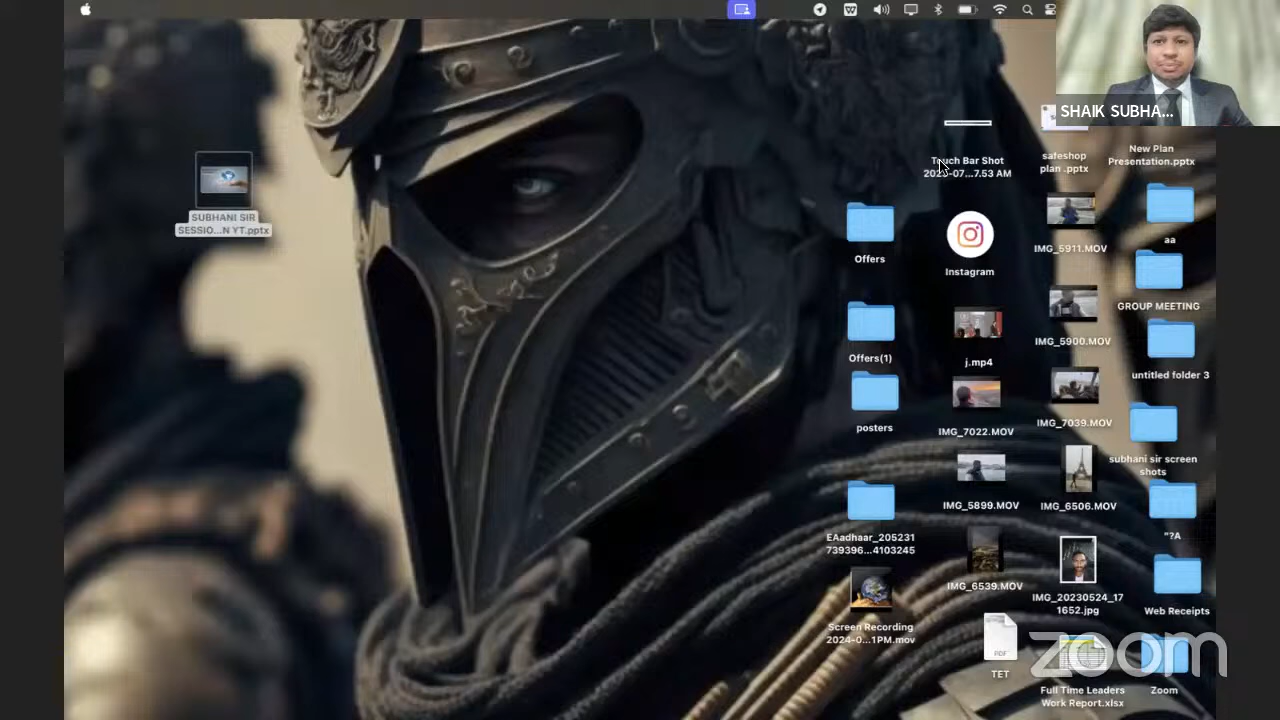 SHAIK SUBHA...
SUBHANI SIR
SESSIO...N YT.pptx
Touch Bar Shot
2023-07...7.53 AM
safeshop
plan .pptx
New Plan
Presentation.pptx
Offers
Instagram
IMG_5911.MOV
aa
GROUP MEETING
Offers(1)
j.mp4
IMG_5900.MOV
untitled folder 3
posters
IMG_7022.MOV
IMG_7039.MOV
subhani sir screen
shots
IMG_5899.MOV
IMG_6506.MOV
"?A
EAadhaar_205231
739396...4103245
IMG_6539.MOV
IMG_20230524_17
1652.jpg
Web Receipts
Screen Recording
2024-0...1PM.mov
PDF
TET
zoom
Full Time Leaders
Work Report.xlsx
Zoom